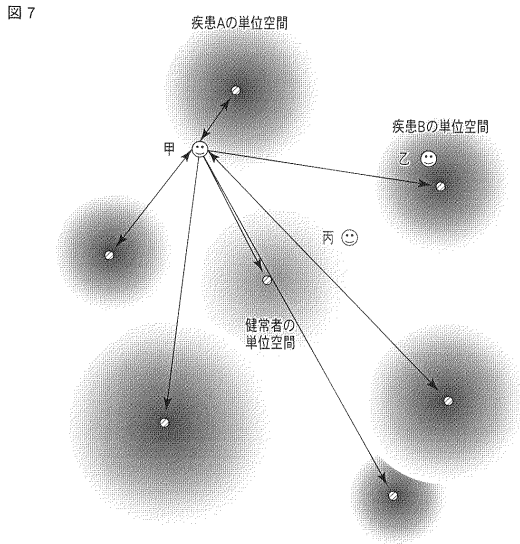 図 7
疾患Aの単位空間
甲
疾患Bの単位空間
乙
丙
健常者の
単位空間